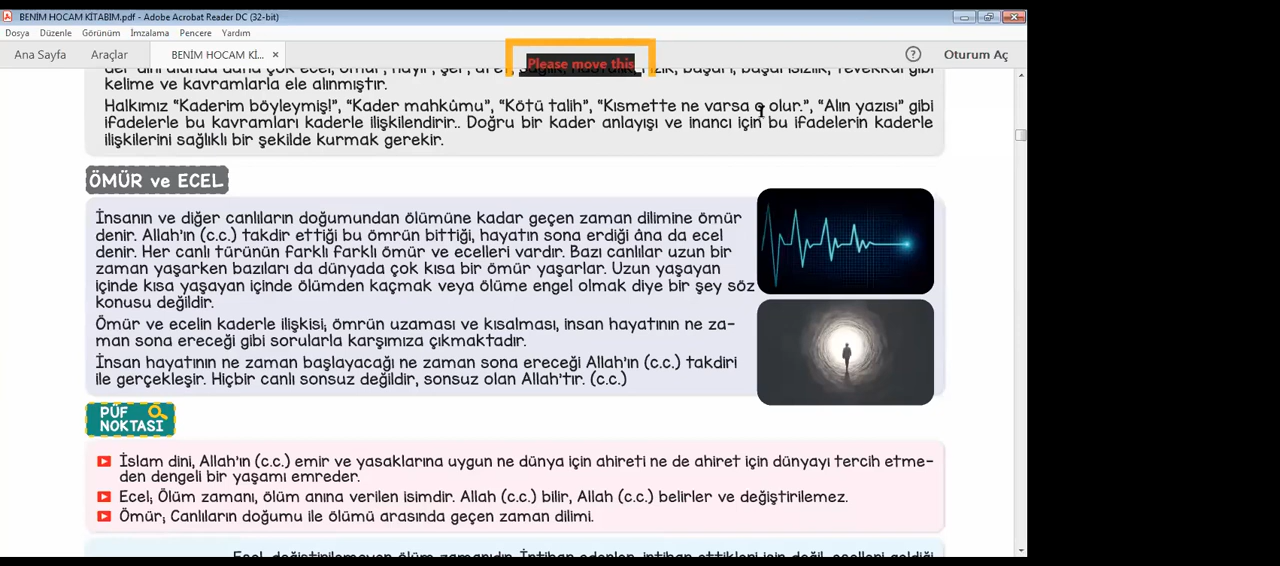 BENİM HOCAM KİTABIM.pdf - Adobe Acrobat Reader DC (32-bit)
Dosya Düzenle Görünüm İmzalama Pencere Yardım
Ana Sayfa Araçlar BENİM HOCAM Kİ... × Please move this ? Oturum Aç
kelime ve kavramlarla ele alınmıştır.
Halkımız “Kaderim böyleymiş!”, “Kader mahkûmu”, “Kötü talih”, “Kısmette ne varsa o olur.”, “Alın yazısı” gibi
ifadelerle bu kavramları kaderle ilişkilendirir.. Doğru bir kader anlayışı ve inancı için bu ifadelerin kaderle
ilişkilerini sağlıklı bir şekilde kurmak gerekir.
ÖMÜR ve ECEL
İnsanın ve diğer canlıların doğumundan ölümüne kadar geçen zaman dilimine ömür
denir. Allah’ın (c.c.) takdir ettiği bu ömrün bittiği, hayatın sona erdiği âna da ecel
denir. Her canlı türünün farklı farklı ömür ve ecelleri vardır. Bazı canlılar uzun bir
zaman yaşarken bazıları da dünyada çok kısa bir ömür yaşarlar. Uzun yaşayan
içinde kısa yaşayan içinde ölümden kaçmak veya ölüme engel olmak diye bir şey söz
konusu değildir.
Ömür ve ecelin kaderle ilişkisi; ömrün uzaması ve kısalması, insan hayatının ne za-
man sona ereceği gibi sorularla karşımıza çıkmaktadır.
İnsan hayatının ne zaman başlayacağı ne zaman sona ereceği Allah’ın (c.c.) takdiri
ile gerçekleşir. Hiçbir canlı sonsuz değildir, sonsuz olan Allah’tır. (c.c.)
PÜF
NOKTASI
İslam dini, Allah’ın (c.c.) emir ve yasaklarına uygun ne dünya için ahireti ne de ahiret için dünyayı tercih etme-
den dengeli bir yaşamı emreder.
Ecel; Ölüm zamanı, ölüm anına verilen isimdir. Allah (c.c.) bilir, Allah (c.c.) belirler ve değiştirilemez.
Ömür; Canlıların doğumu ile ölümü arasında geçen zaman dilimi.
Ecel, değiştirilemeyen ölüm zamanıdır. İntihar edenler, intihar ettikleri için değil, ecelleri geldiği